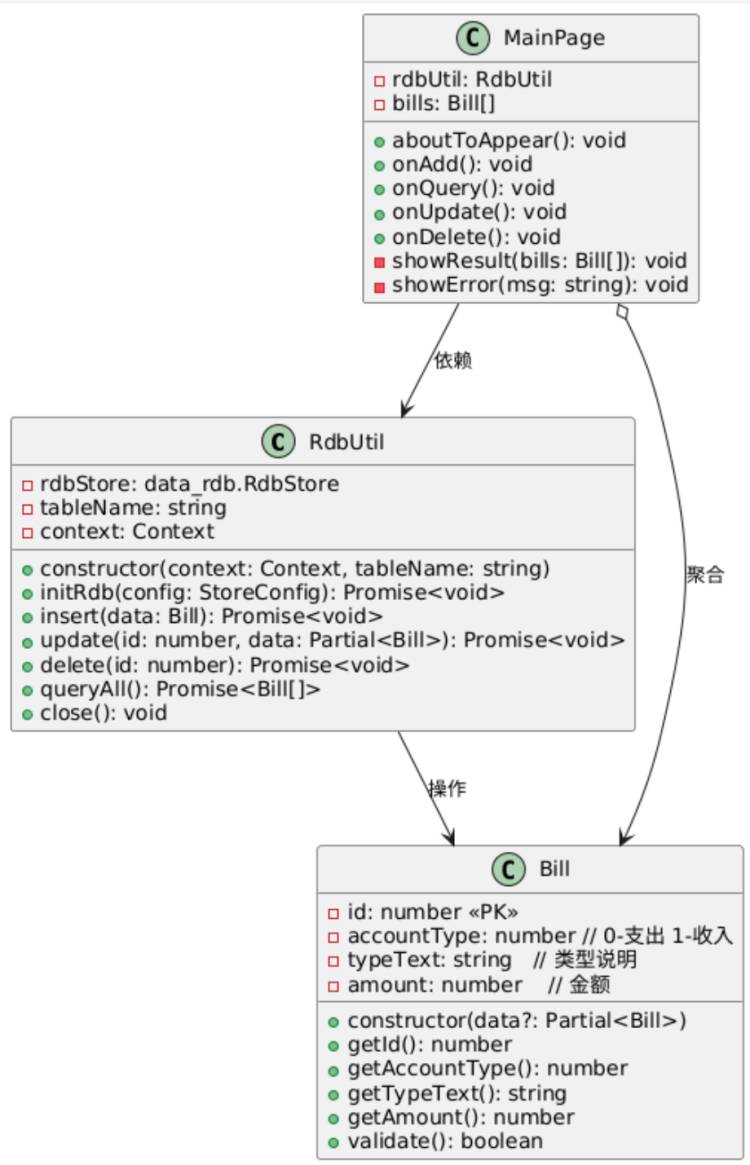 C MainPage
rdbUtil: RdbUtil
bills: Bill[]
aboutToAppear(): void
onAdd(): void
onQuery(): void
onUpdate(): void
onDelete(): void
showResult(bills: Bill[]): void
showError(msg: string): void
依赖
C RdbUtil
rdbStore: data_rdb.RdbStore
tableName: string
context: Context
constructor(context: Context, tableName: string)
initRdb(config: StoreConfig): Promise<void>
insert(data: Bill): Promise<void>
update(id: number, data: Partial<Bill>): Promise<void>
delete(id: number): Promise<void>
queryAll(): Promise<Bill[]>
close(): void
聚合
操作
C Bill
id: number «PK»
accountType: number // 0-支出 1-收入
typeText: string // 类型说明
amount: number // 金额
constructor(data?: Partial<Bill>)
getId(): number
getAccountType(): number
getTypeText(): string
getAmount(): number
validate(): boolean